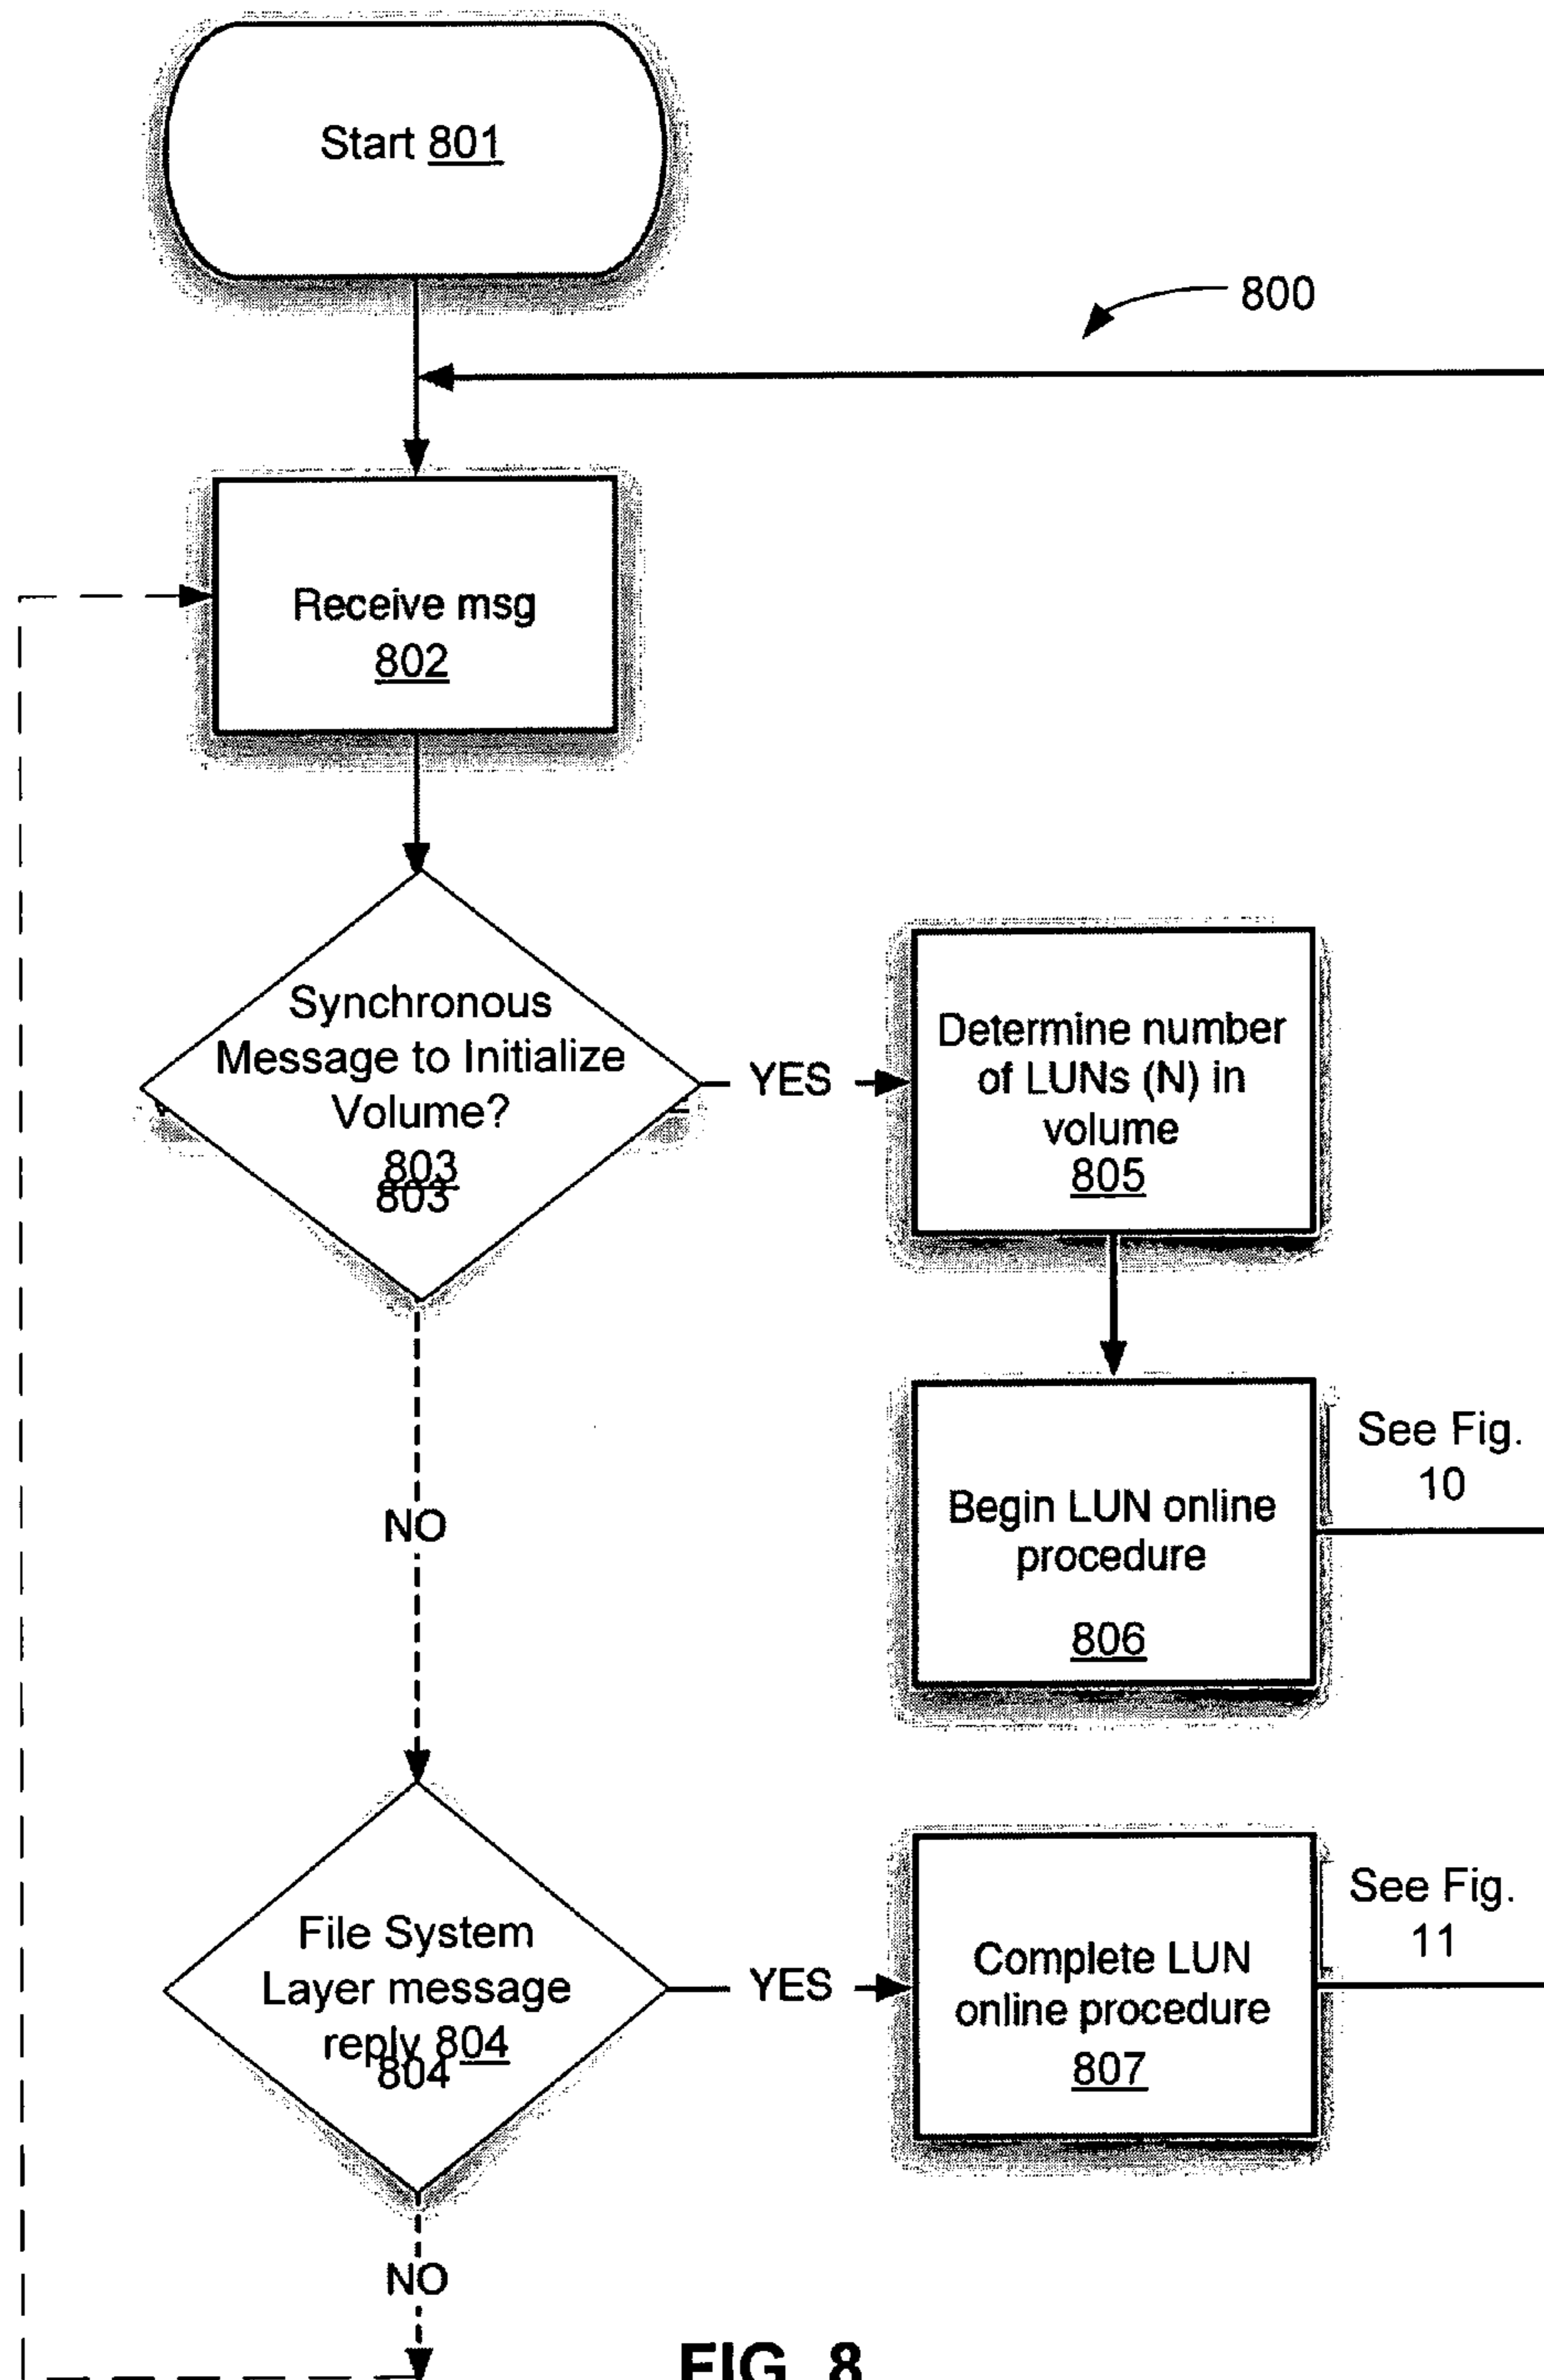 Start 801
800
Receive msg
802
Synchronous
Message to Initialize
Volume?
803
803
YES
Determine number
of LUNs (N) in
volume
805
NO
Begin LUN online
procedure
806
See Fig.
10
File System
Layer message
reply 804
804
YES
Complete LUN
online procedure
807
See Fig.
11
NO
FIG. 8